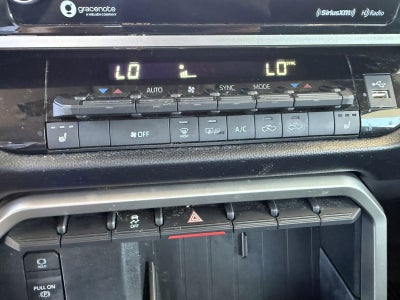 gracenote
A NIELSEN COMPANY
SiriusXM HD Radio
LO LO
AUTO SYNC MODE
OFF A/C
OFF
PULL ON